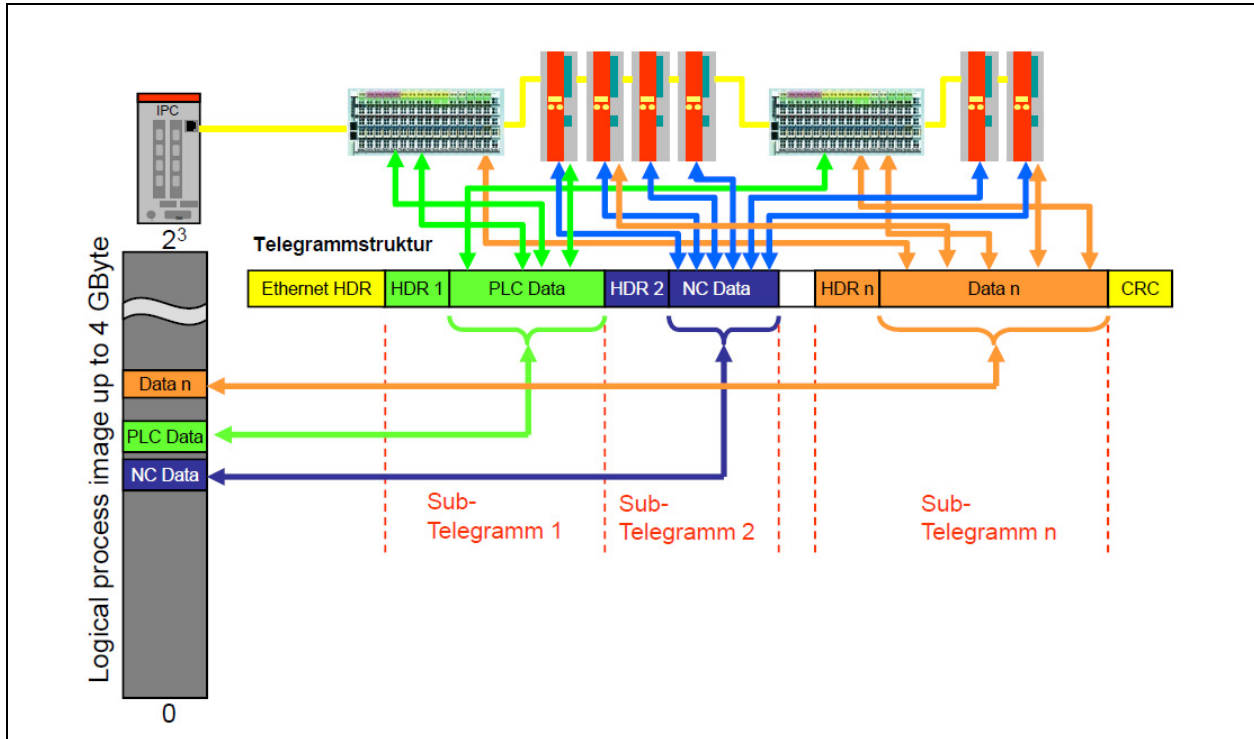 IPC
2³
Telegrammstruktur
Ethernet HDR HDR 1 PLC Data HDR 2 NC Data HDR n Data n CRC
Logical process image up to 4 GByte
Data n
PLC Data
NC Data
Sub-
Telegramm 1
Sub-
Telegramm 2
Sub-
Telegramm n
0